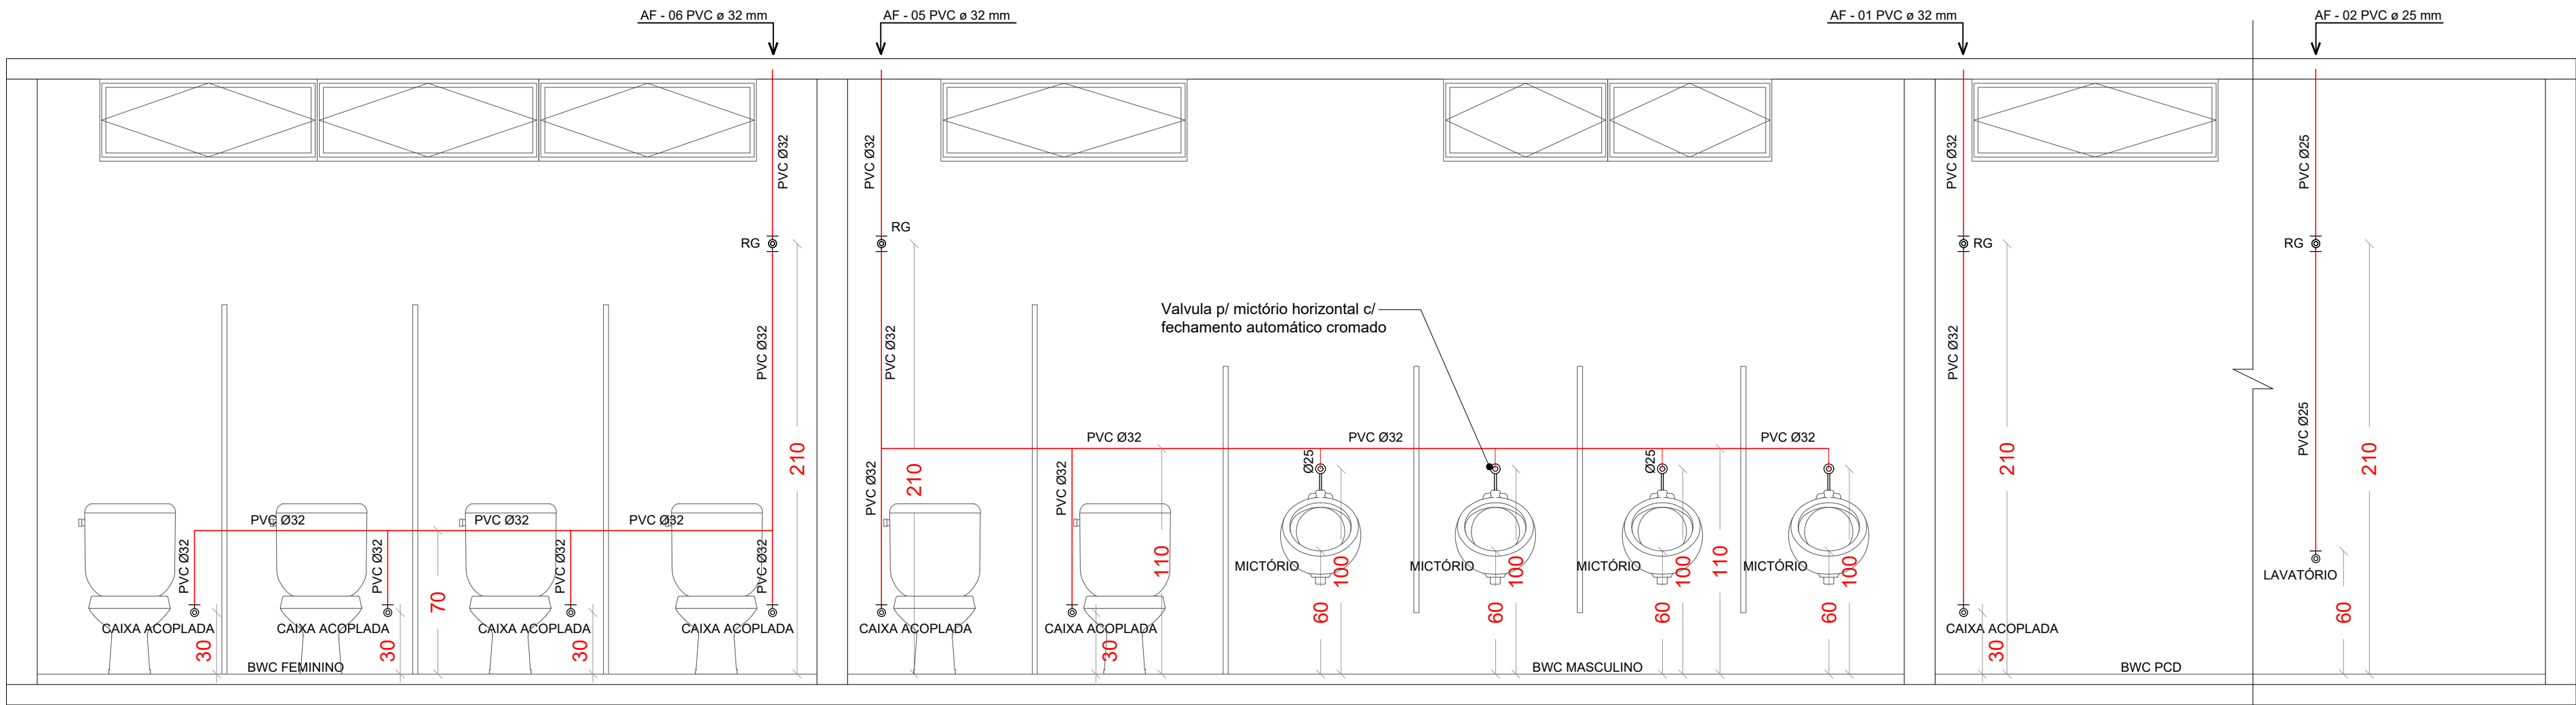 AF - 06 PVC ø 32 mm
AF - 05 PVC ø 32 mm
AF - 01 PVC ø 32 mm
AF - 02 PVC ø 25 mm
PVC Ø32
PVC Ø32
PVC Ø32
PVC Ø25
RG
RG
RG
RG
Valvula p/ mictório horizontal c/
fechamento automático cromado
PVC Ø32
PVC Ø32
PVC Ø32
PVC Ø25
PVC Ø32
PVC Ø32
PVC Ø32
210
210
210
210
PVC Ø32
PVC Ø32
Ø25
Ø25
PVC Ø32
PVC Ø32
PVC Ø32
PVC Ø32
PVC Ø32
PVC Ø32
PVC Ø32
70
110
MICTÓRIO
100
MICTÓRIO
100
MICTÓRIO
100
110
MICTÓRIO
100
LAVATÓRIO
60
60
60
60
60
CAIXA ACOPLADA
CAIXA ACOPLADA
CAIXA ACOPLADA
CAIXA ACOPLADA
CAIXA ACOPLADA
CAIXA ACOPLADA
CAIXA ACOPLADA
30
30
30
30
30
BWC FEMININO
BWC MASCULINO
BWC PCD